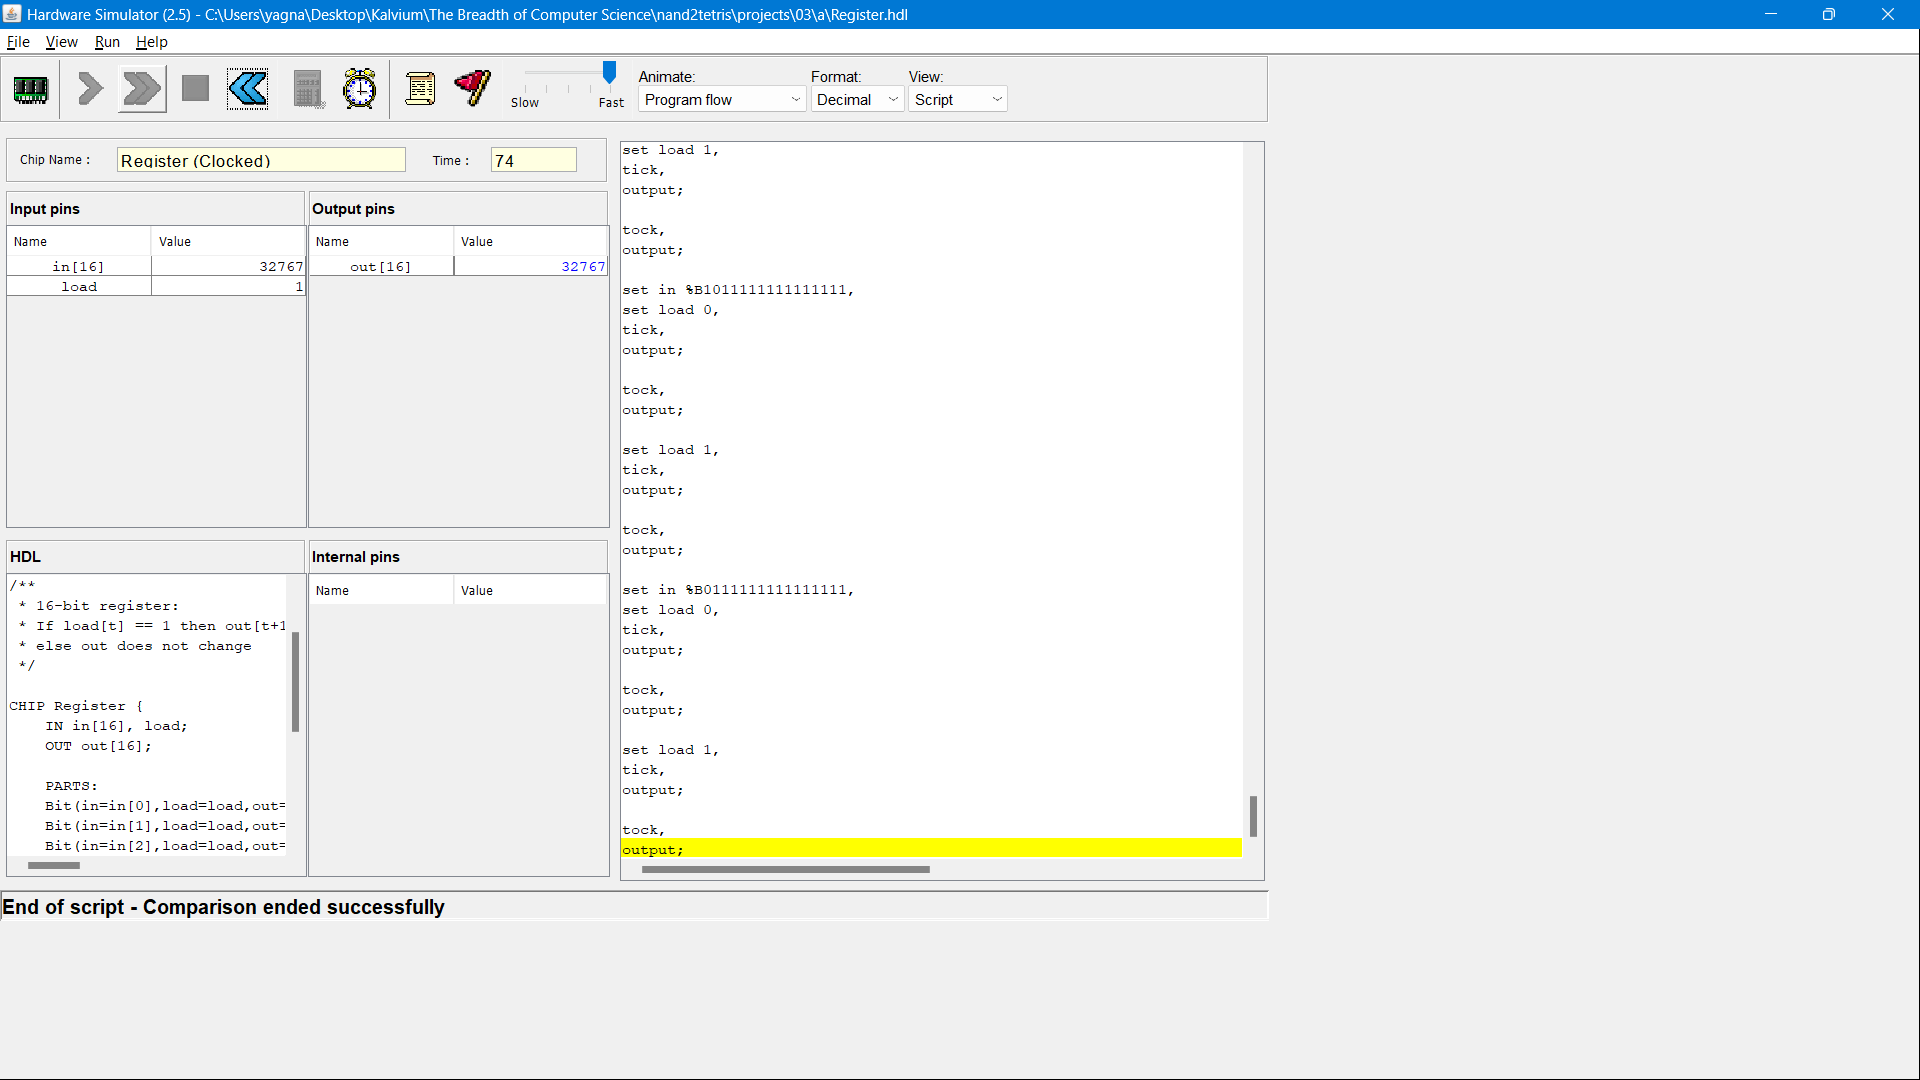 Hardware Simulator (2.5) - C:\Users\yagna\Desktop\Kalvium\The Breadth of Computer Science\nand2tetris\projects\03\a\Register.hdl
File View Run Help
Slow Fast
Animate: Format: View:
Program flow Decimal Script
Chip Name : Register (Clocked) Time : 74
Input pins
Name Value
in[16] 32767
load 1
Output pins
Name Value
out[16] 32767
HDL
/**
* 16-bit register:
* If load[t] == 1 then out[t+1
* else out does not change
*/
CHIP Register {
IN in[16], load;
OUT out[16];
PARTS:
Bit(in=in[0],load=load,out=
Bit(in=in[1],load=load,out=
Bit(in=in[2],load=load,out=
Internal pins
Name Value
set load 1,
tick,
output;
tock,
output;
set in %B1011111111111111,
set load 0,
tick,
output;
tock,
output;
set load 1,
tick,
output;
tock,
output;
set in %B0111111111111111,
set load 0,
tick,
output;
tock,
output;
set load 1,
tick,
output;
tock,
output;
End of script - Comparison ended successfully